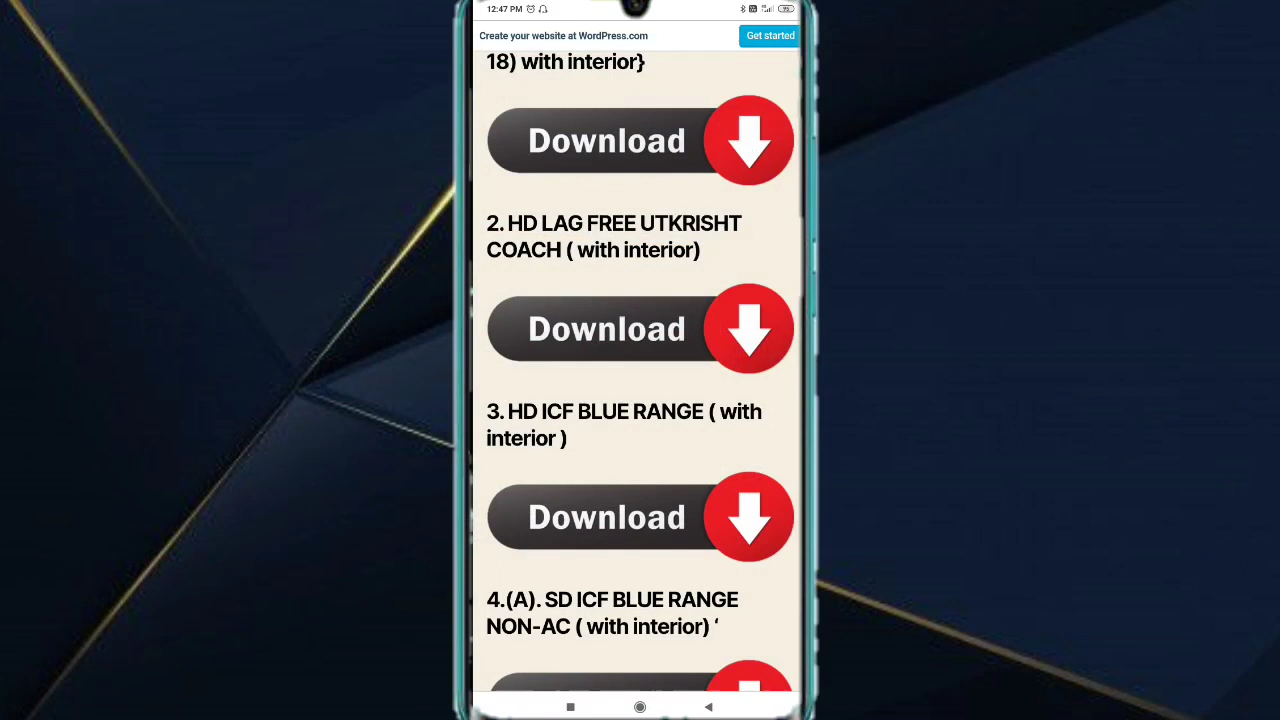 12:47 PM
Create your website at WordPress.com
Get started
18) with interior}
Download
2. HD LAG FREE UTKRISHT
COACH ( with interior)
Download
3. HD ICF BLUE RANGE ( with
interior )
Download
4.(A). SD ICF BLUE RANGE
NON-AC ( with interior) ‘